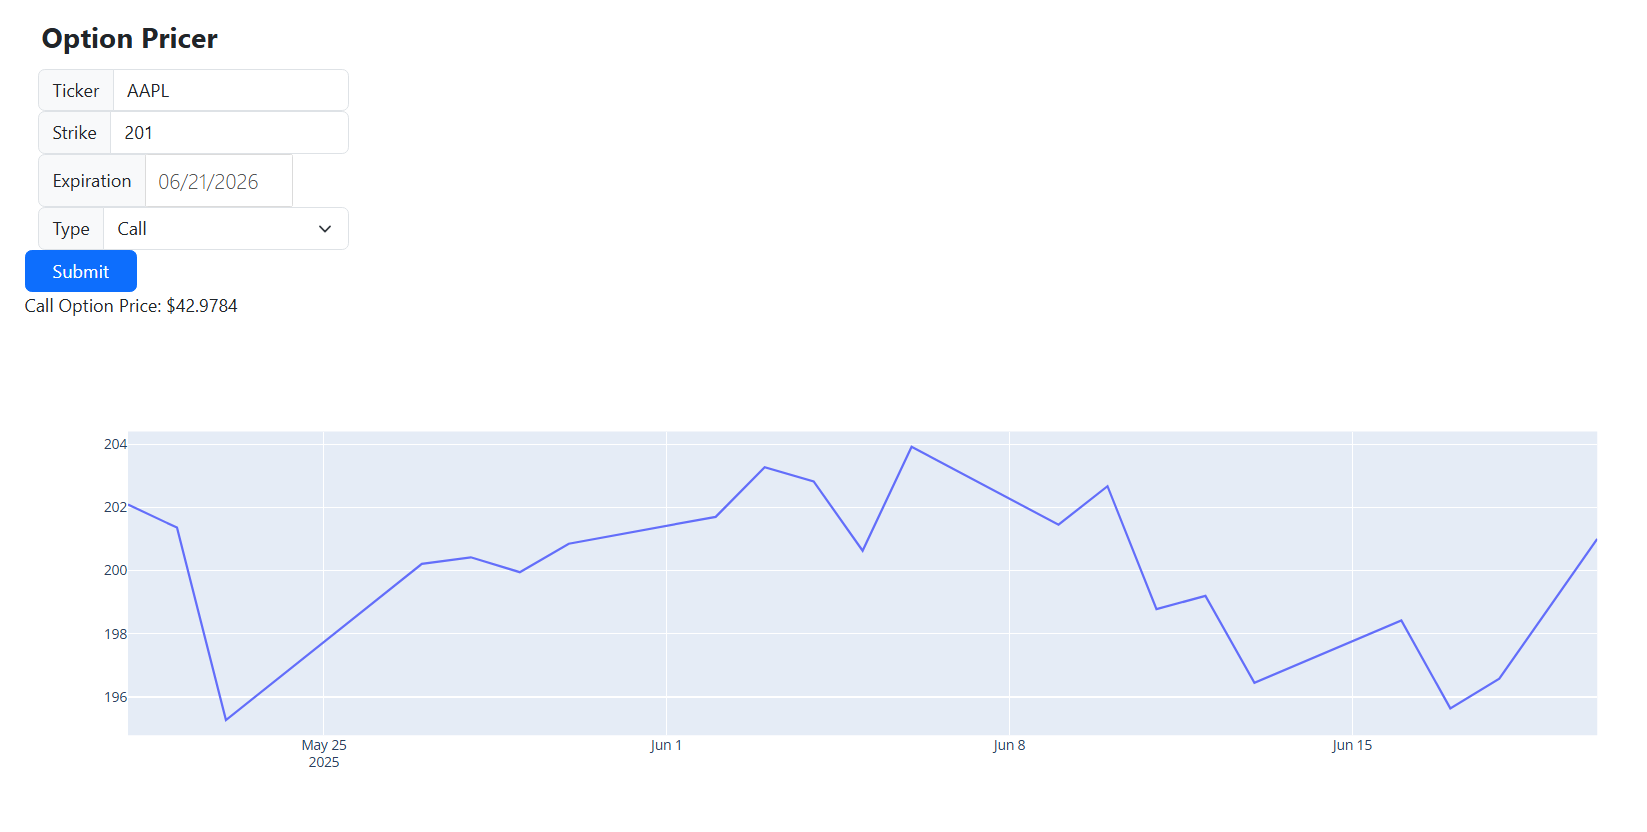 Option Pricer
Ticker AAPL
Strike 201
Expiration 06/21/2026
Type Call
Submit
Call Option Price: $42.9784
204
202
200
198
196
May 25 Jun 1 Jun 8 Jun 15
2025